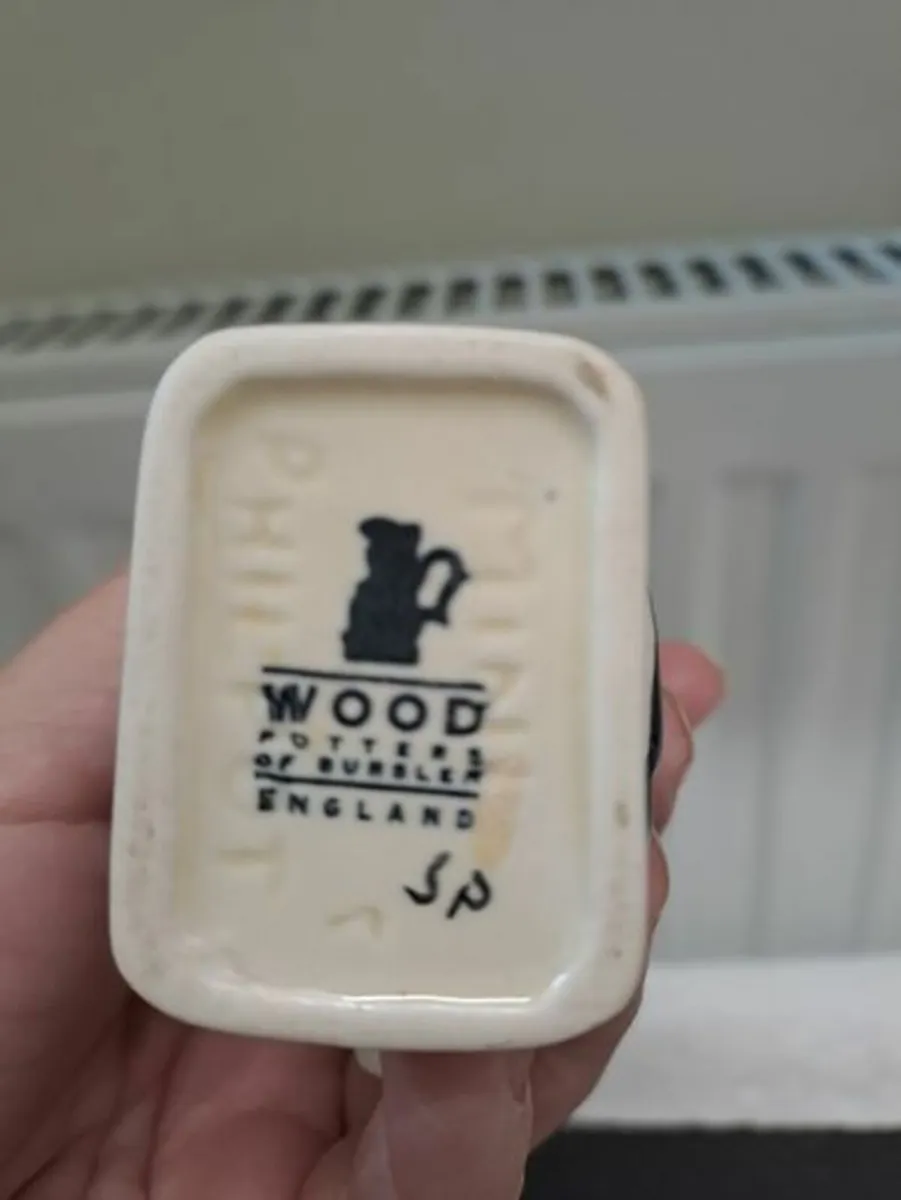 WOOD
POTTERS
OF BURSLEM
ENGLAND
SP